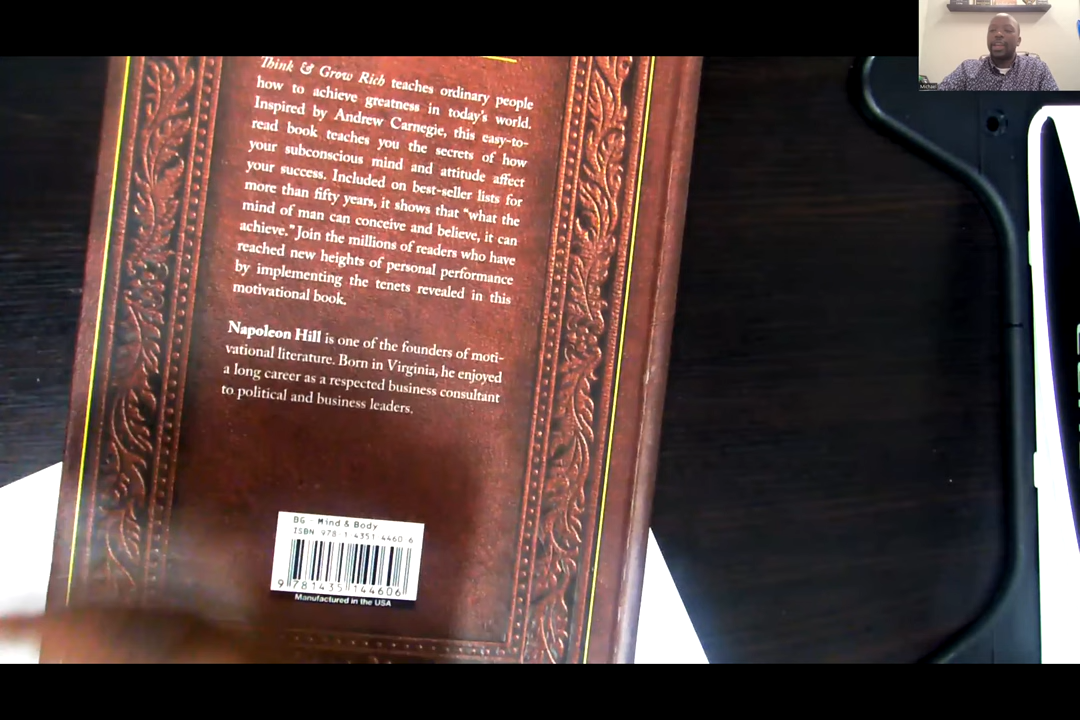 Think & Grow Rich teaches ordinary people
how to achieve greatness in today's world.
Inspired by Andrew Carnegie, this easy-to-
read book teaches you the secrets of how
your subconscious mind and attitude affect
your success. Included on best-seller lists for
more than fifty years, it shows that “what the
mind of man can conceive and believe, it can
achieve.” Join the millions of readers who have
reached new heights of personal performance
by implementing the tenets revealed in this
motivational book.
Napoleon Hill is one of the founders of moti-
vational literature. Born in Virginia, he enjoyed
a long career as a respected business consultant
to political and business leaders.
BG - Mind & Body
ISBN 978 1 4351 4460 6
9 781435 144606
Manufactured in the USA
Michael